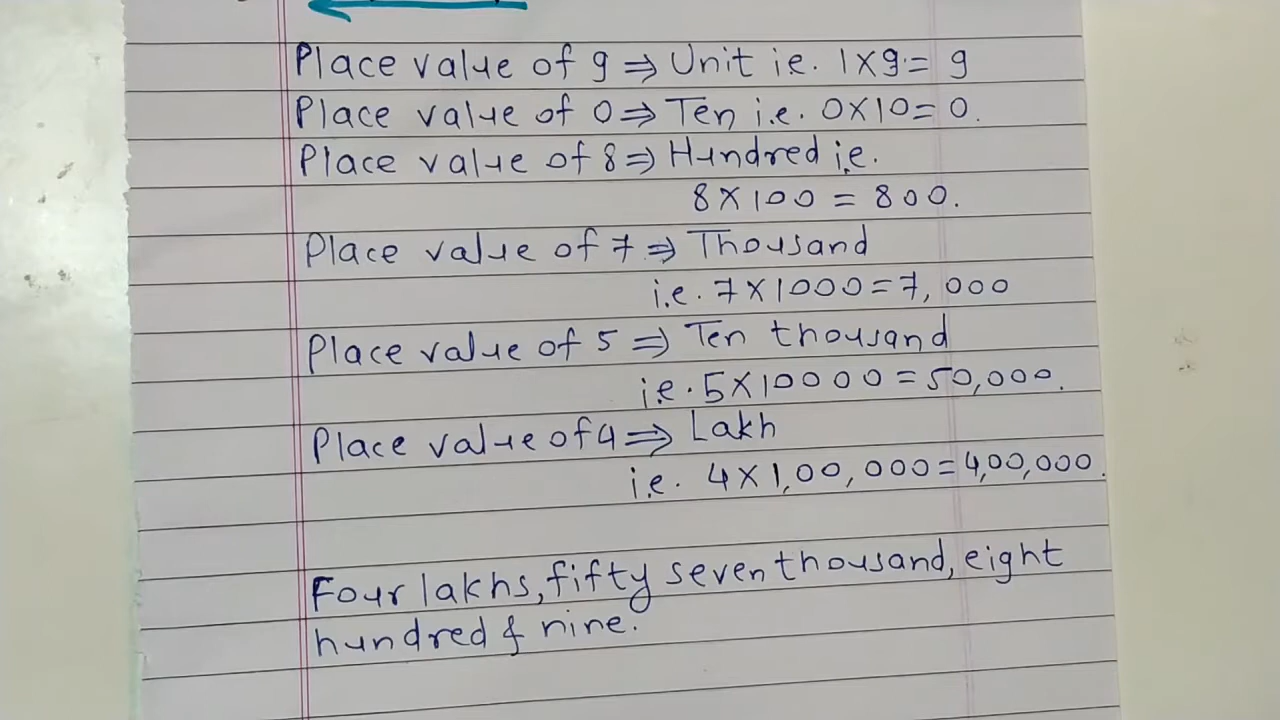 Place value of 9 ⇒ Unit i.e. 1×9 = 9
Place value of 0 ⇒ Ten i.e. 0×10 = 0.
Place value of 8 ⇒ Hundred i.e.
8×100 = 800.
Place value of 7 ⇒ Thousand
i.e. 7×1000 = 7,000
Place value of 5 ⇒ Ten thousand
i.e. 5×10000 = 50,000.
Place value of 4 ⇒ Lakh
i.e. 4×1,00,000 = 4,00,000.
Four lakhs, fifty seven thousand, eight
hundred & nine.